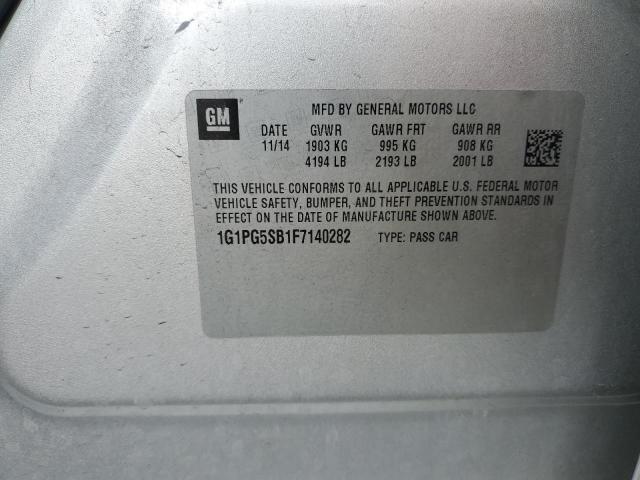 GM
MFD BY GENERAL MOTORS LLC
DATE GVWR GAWR FRT GAWR RR
11/14 1903 KG 995 KG 908 KG
4194 LB 2193 LB 2001 LB
THIS VEHICLE CONFORMS TO ALL APPLICABLE U.S. FEDERAL MOTOR
VEHICLE SAFETY, BUMPER, AND THEFT PREVENTION STANDARDS IN
EFFECT ON THE DATE OF MANUFACTURE SHOWN ABOVE.
1G1PG5SB1F7140282 TYPE: PASS CAR